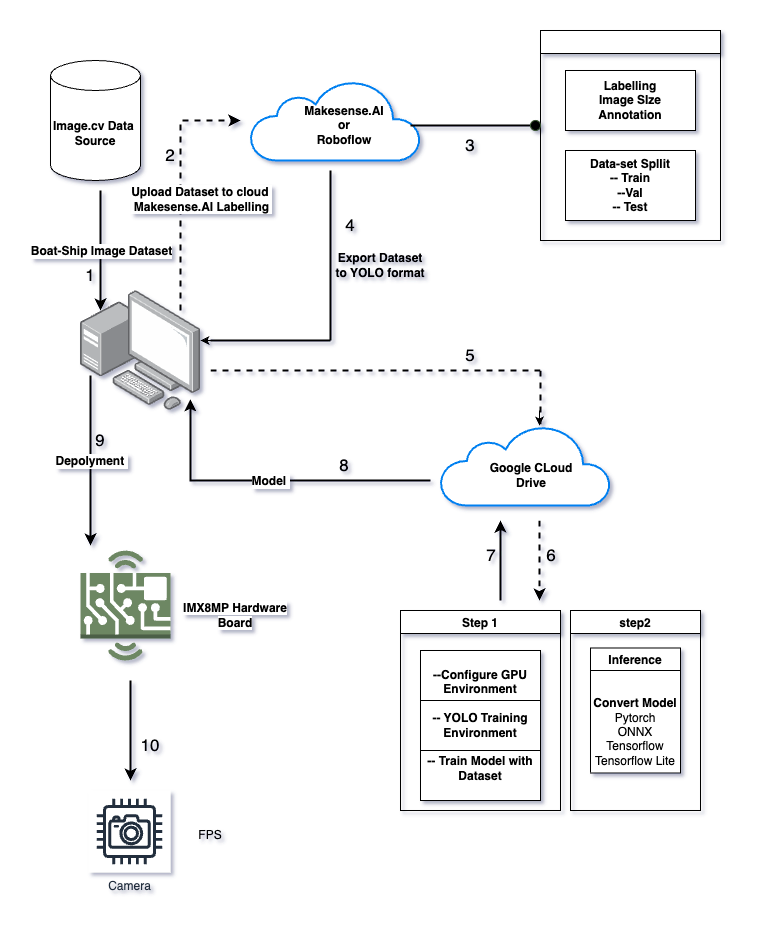 Image.cv Data
Source
Makesense.AI
or
Roboflow
Labelling
Image SIze
Annotation
Data-set Spllit
-- Train
--Val
-- Test
3
2
Upload Dataset to cloud
Makesense.AI Labelling
4
Export Dataset
to YOLO format
Boat-Ship Image Dataset
1
5
9
Depolyment
8
Model
Google CLoud
Drive
7
6
IMX8MP Hardware
Board
Step 1
--Configure GPU
Environment
-- YOLO Training
Environment
-- Train Model with
Dataset
step2
Inference
Convert Model
Pytorch
ONNX
Tensorflow
Tensorflow Lite
10
FPS
Camera